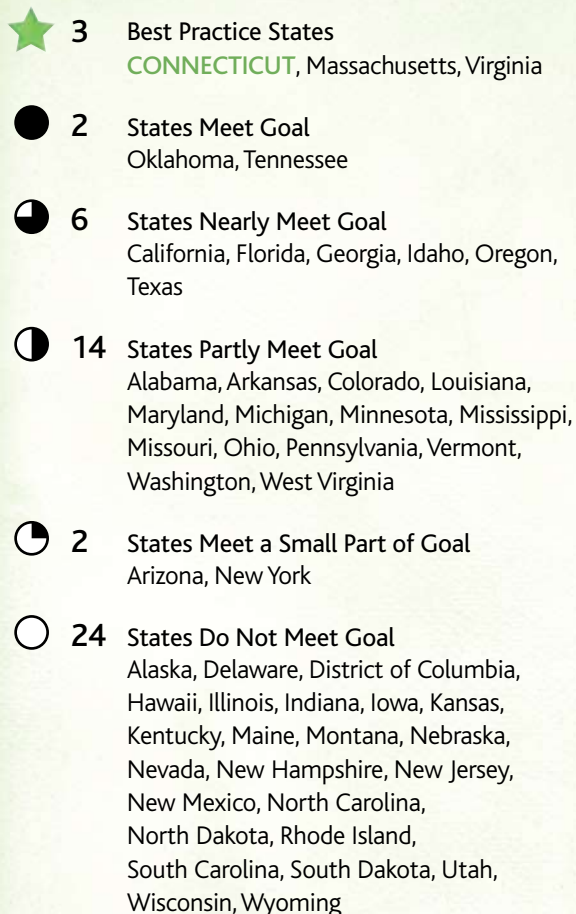 3 Best Practice States
CONNECTICUT, Massachusetts, Virginia
2 States Meet Goal
Oklahoma, Tennessee
6 States Nearly Meet Goal
California, Florida, Georgia, Idaho, Oregon,
Texas
14 States Partly Meet Goal
Alabama, Arkansas, Colorado, Louisiana,
Maryland, Michigan, Minnesota, Mississippi,
Missouri, Ohio, Pennsylvania, Vermont,
Washington, West Virginia
2 States Meet a Small Part of Goal
Arizona, New York
24 States Do Not Meet Goal
Alaska, Delaware, District of Columbia,
Hawaii, Illinois, Indiana, Iowa, Kansas,
Kentucky, Maine, Montana, Nebraska,
Nevada, New Hampshire, New Jersey,
New Mexico, North Carolina,
North Dakota, Rhode Island,
South Carolina, South Dakota, Utah,
Wisconsin, Wyoming